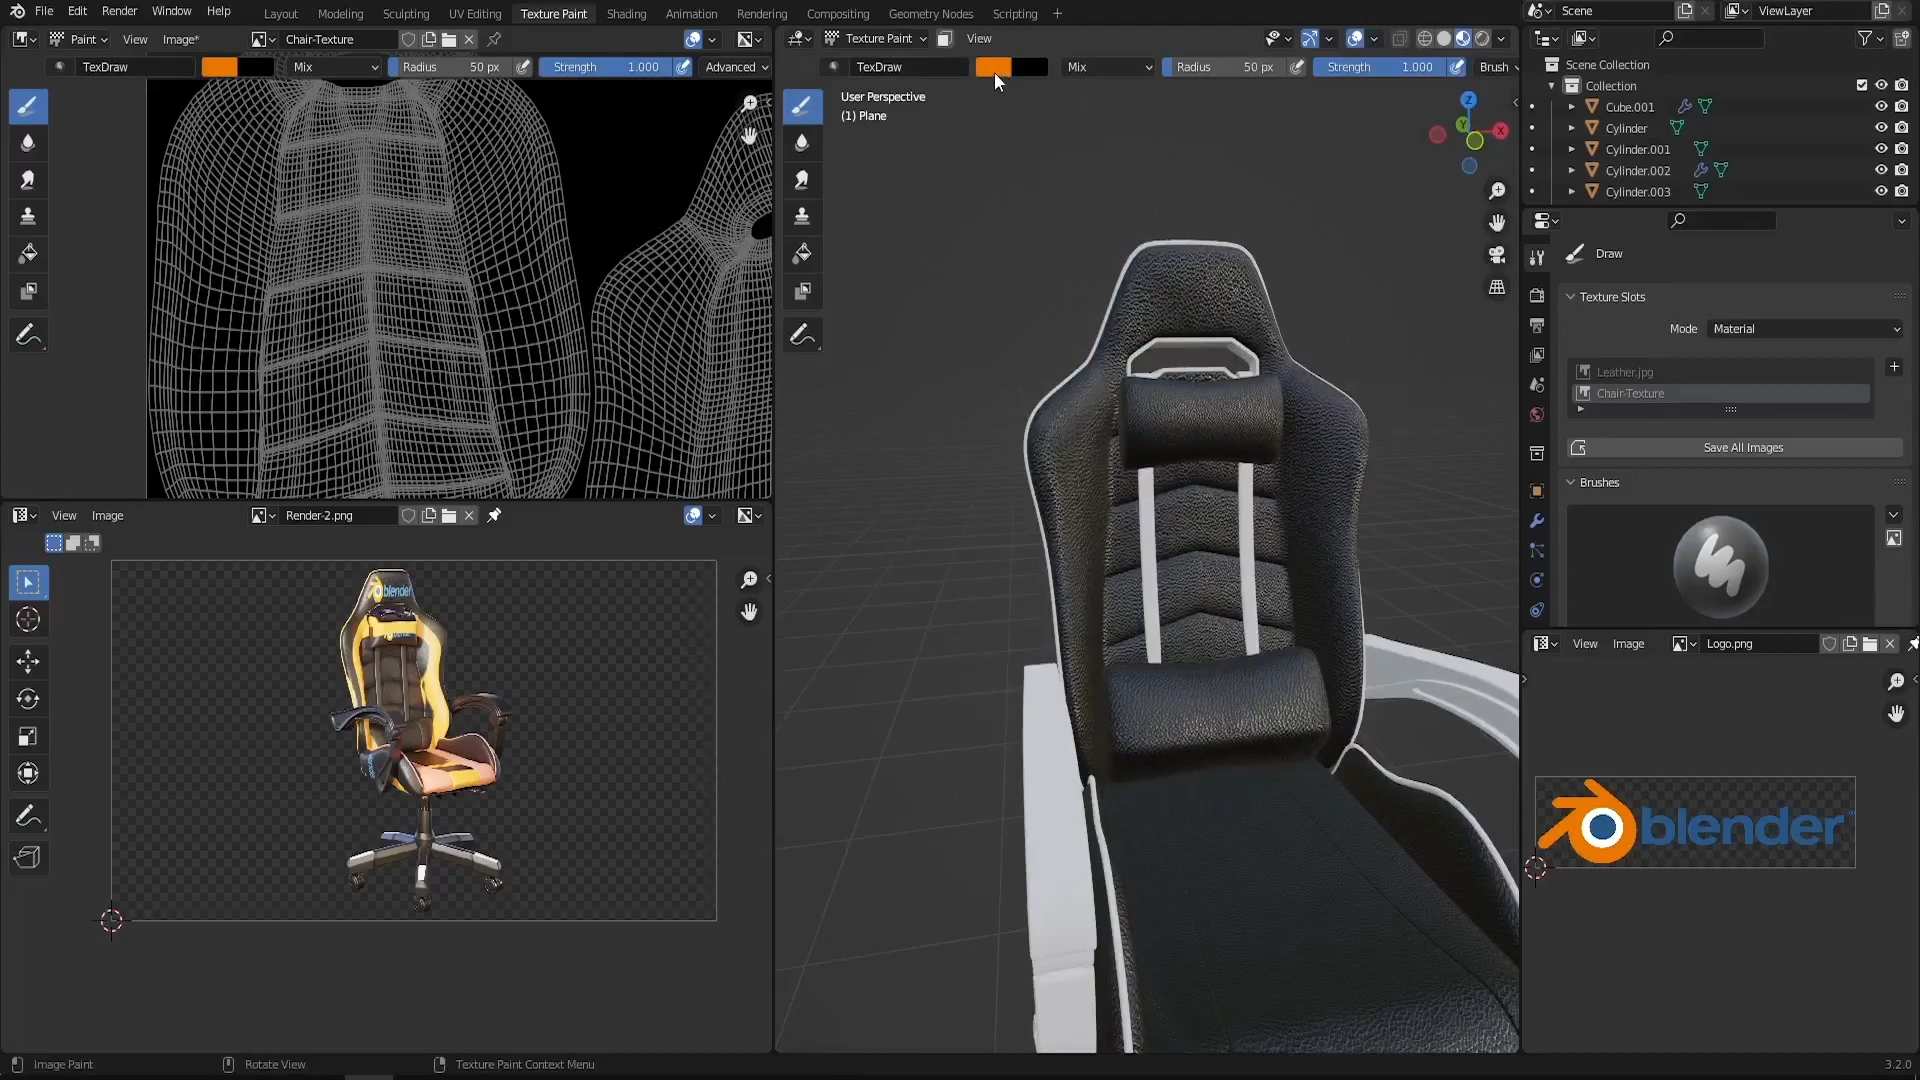 File Edit Render Window Help Layout Modeling Sculpting UV Editing Texture Paint Shading Animation Rendering Compositing Geometry Nodes Scripting + Scene ViewLayer
Paint View Image* Chair-Texture Texture Paint View
TexDraw Mix Radius 50 px Strength 1.000 Advanced TexDraw Mix Radius 50 px Strength 1.000 Brush
Scene Collection
Collection
Cube.001
Cylinder
Cylinder.001
Cylinder.002
Cylinder.003
User Perspective
(1) Plane
Z
Y
X
Draw
Texture Slots
Mode Material
Leather.jpg
Chair-Texture
Save All Images
Brushes
View Image Render-2.png
blender
View Image Logo.png
blender
Image Paint Rotate View Texture Paint Context Menu 3.2.0